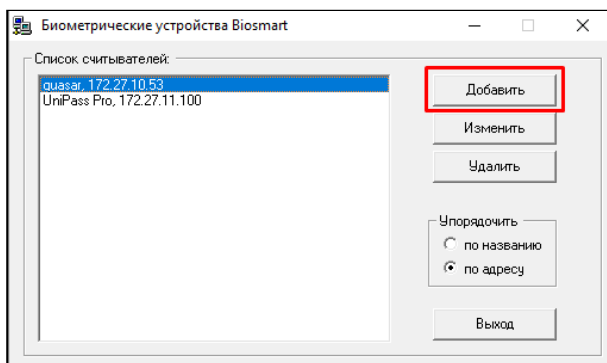 Биометрические устройства Biosmart
Список считывателей:
quasar, 172.27.10.53
UniPass Pro, 172.27.11.100
Добавить
Изменить
Удалить
Упорядочить
по названию
по адресу
Выход